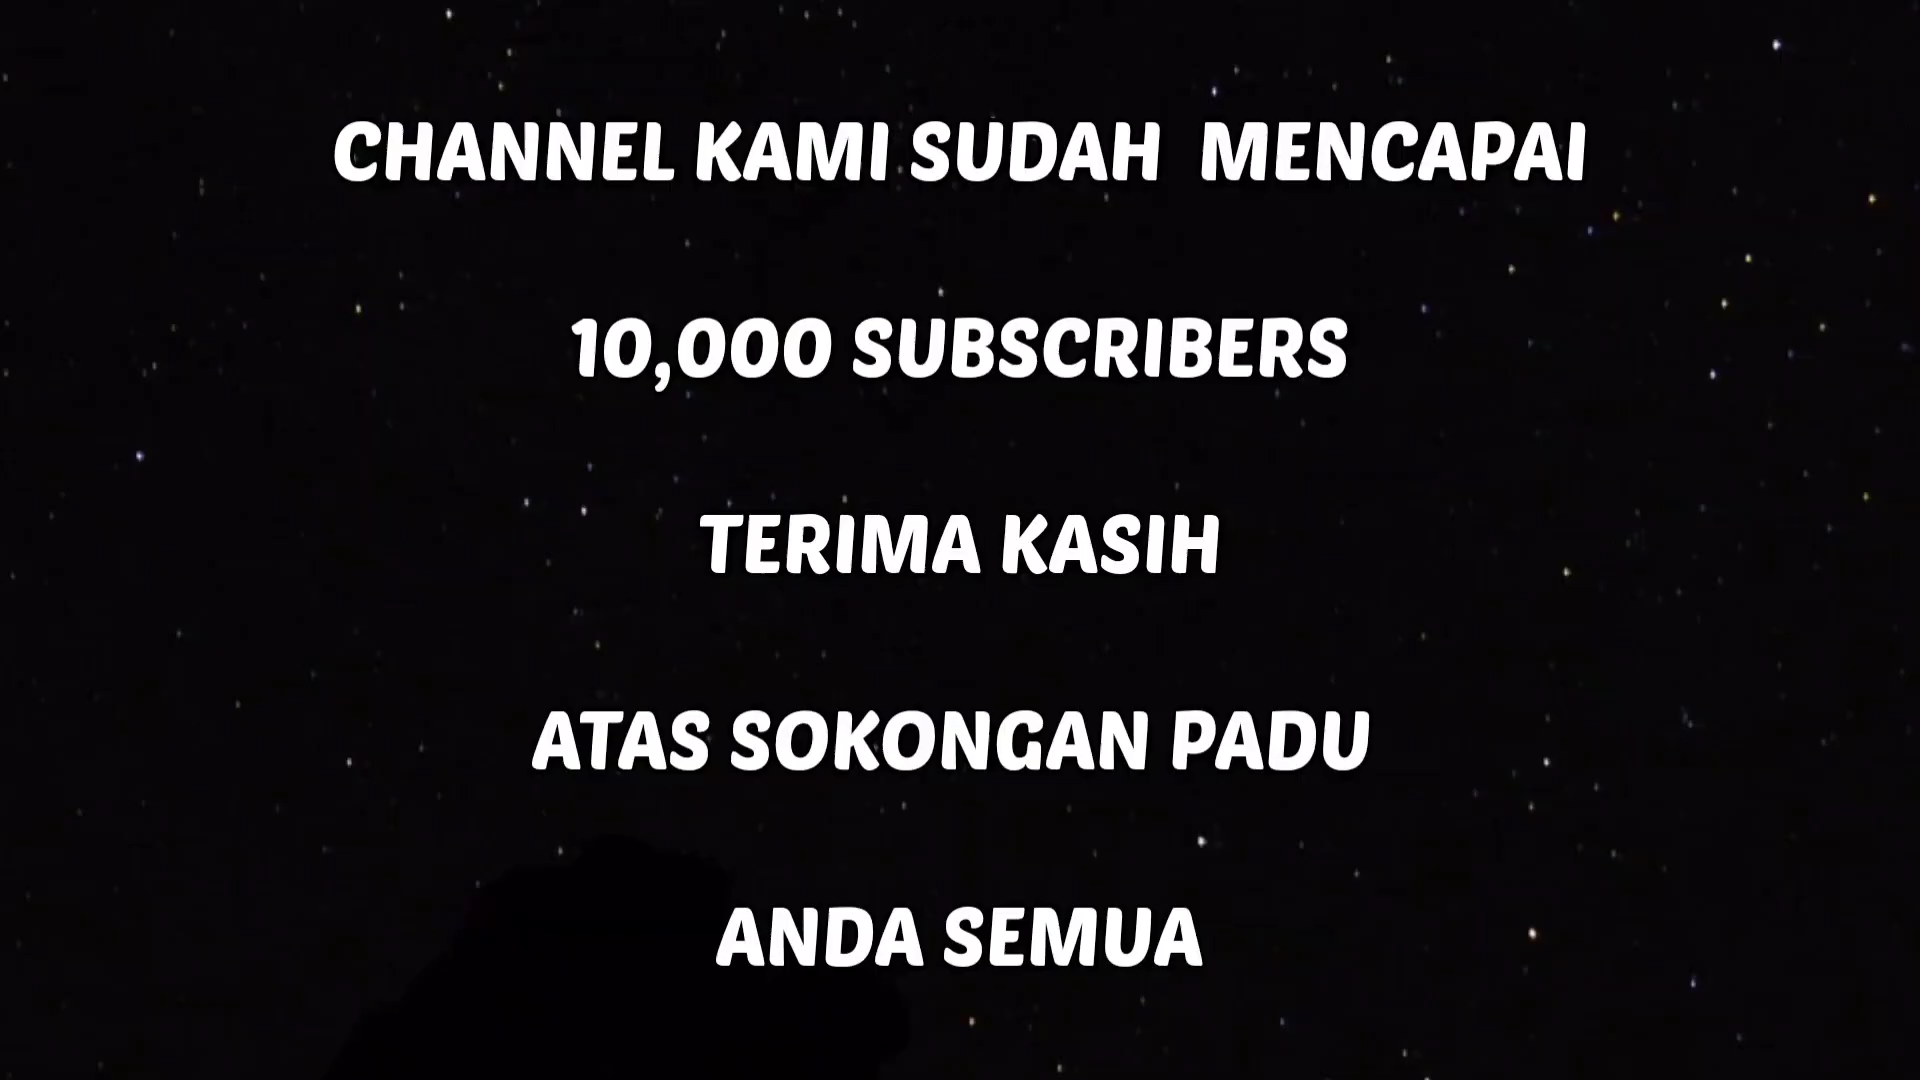 CHANNEL KAMI SUDAH MENCAPAI
10,000 SUBSCRIBERS
TERIMA KASIH
ATAS SOKONGAN PADU
ANDA SEMUA